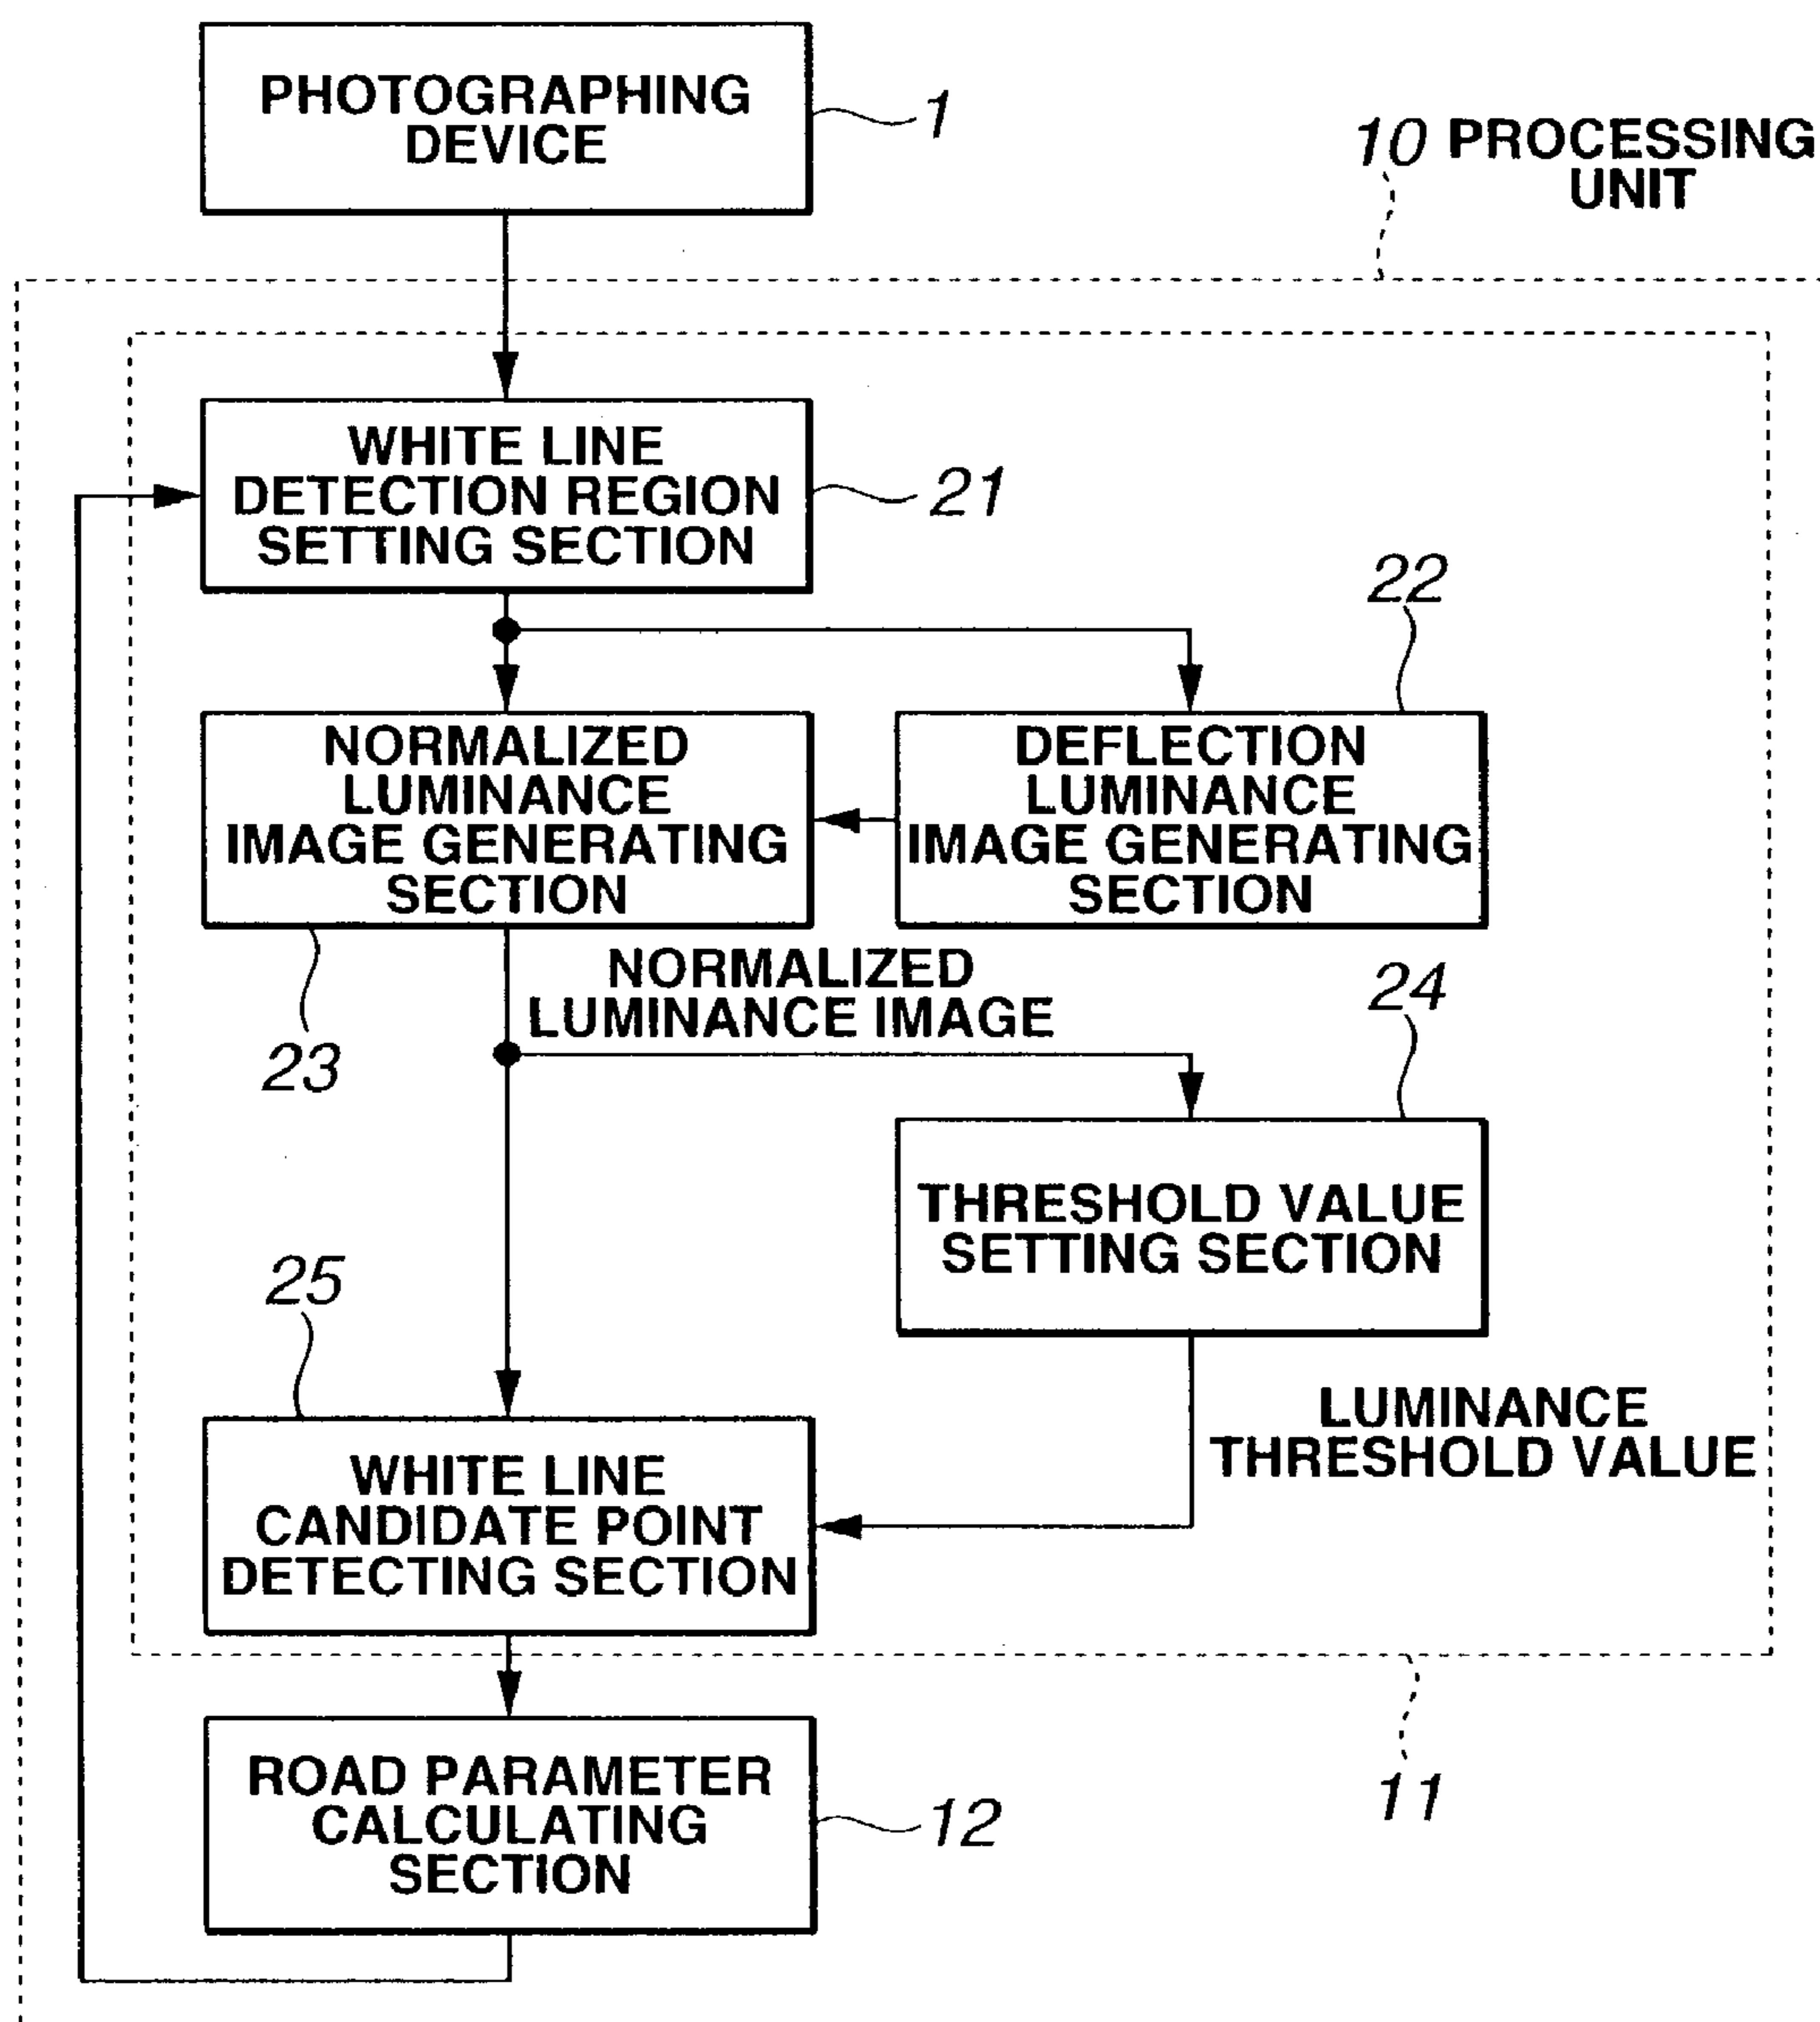 PHOTOGRAPHING
DEVICE
1
10 PROCESSING
UNIT
WHITE LINE
DETECTION REGION
SETTING SECTION
21
22
NORMALIZED
LUMINANCE
IMAGE GENERATING
SECTION
DEFLECTION
LUMINANCE
IMAGE GENERATING
SECTION
23
NORMALIZED
LUMINANCE IMAGE
24
THRESHOLD VALUE
SETTING SECTION
25
LUMINANCE
THRESHOLD VALUE
WHITE LINE
CANDIDATE POINT
DETECTING SECTION
11
ROAD PARAMETER
CALCULATING
SECTION
12